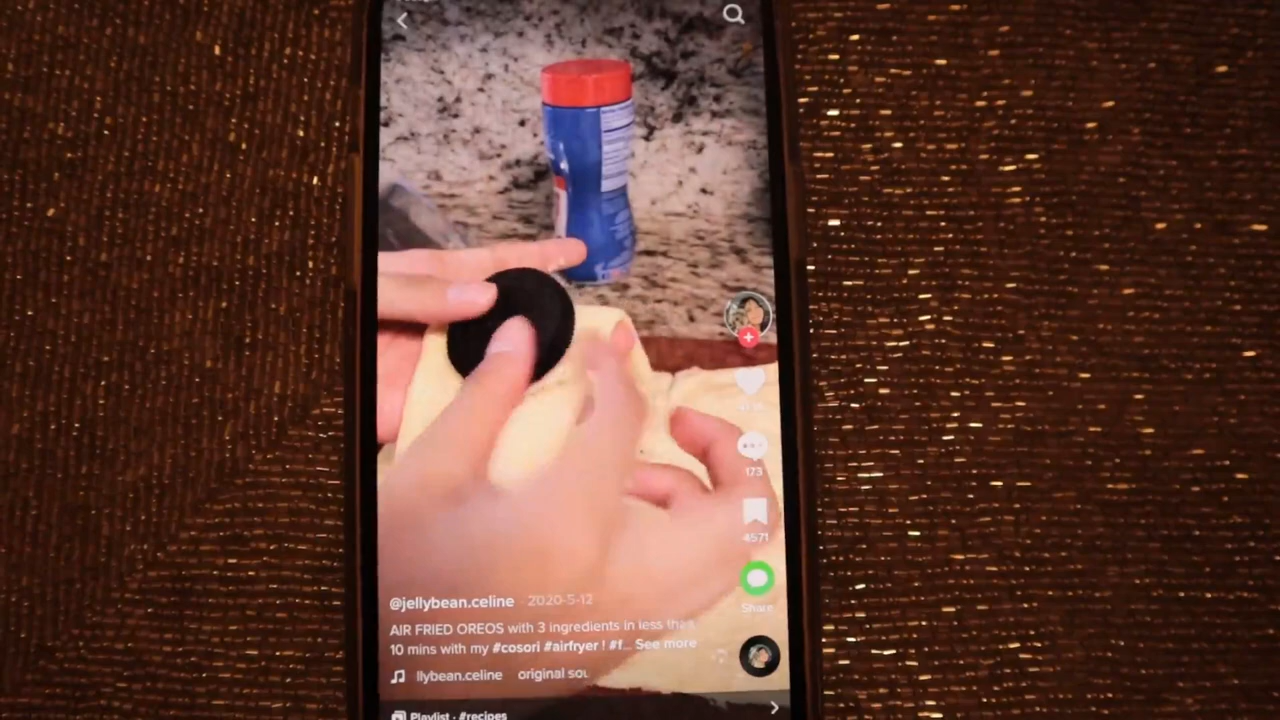 173
4571
Share
@jellybean.celine · 2020-5-12
AIR FRIED OREOS with 3 ingredients in less than
10 mins with my #cosori #airfryer ! #f... See more
llybean.celine original sou
Playlist · #recipes